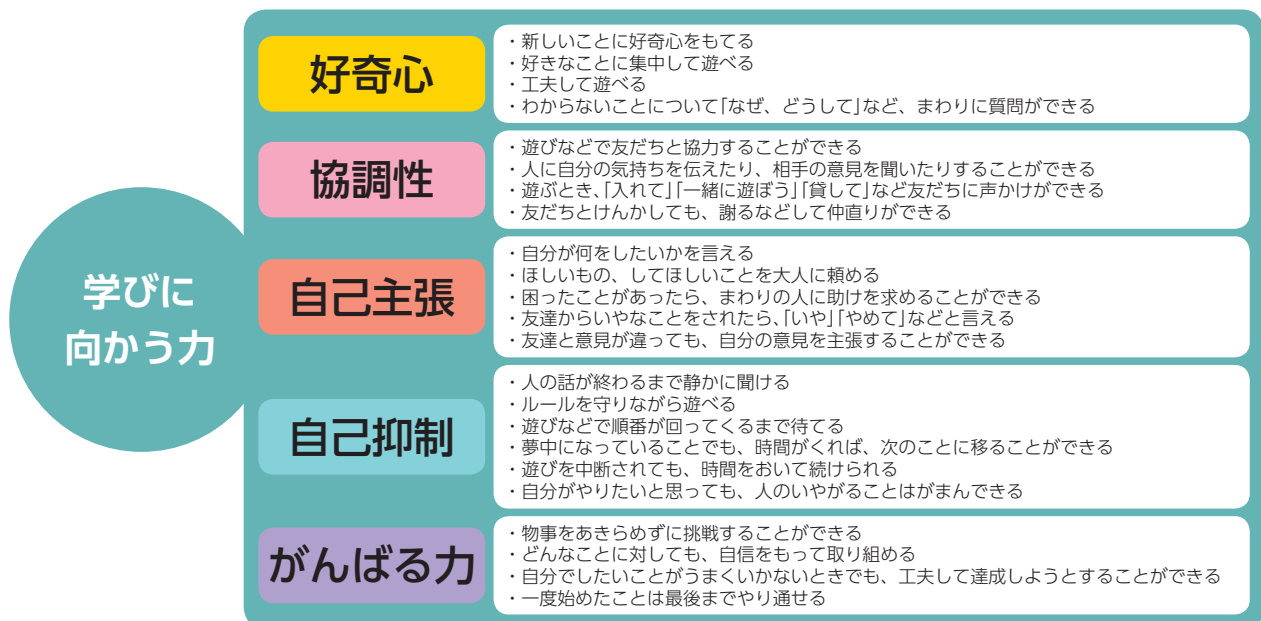 学びに
向かう力
好奇心
・新しいことに好奇心をもてる
・好きなことに集中して遊べる
・工夫して遊べる
・わからないことについて「なぜ、どうして」など、まわりに質問ができる
協調性
・遊びなどで友だちと協力することができる
・人に自分の気持ちを伝えたり、相手の意見を聞いたりすることができる
・遊ぶとき、「入れて」「一緒に遊ぼう」「貸して」など友だちに声かけができる
・友だちとけんかしても、謝るなどして仲直りができる
自己主張
・自分が何をしたいかを言える
・ほしいもの、してほしいことを大人に頼める
・困ったことがあったら、まわりの人に助けを求めることができる
・友達からいやなことをされたら、「いや」「やめて」などと言える
・友達と意見が違っても、自分の意見を主張することができる
自己抑制
・人の話が終わるまで静かに聞ける
・ルールを守りながら遊べる
・遊びなどで順番が回ってくるまで待てる
・夢中になっていることでも、時間がくれば、次のことに移ることができる
・遊びを中断されても、時間をおいて続けられる
・自分がやりたいと思っても、人のいやがることはがまんできる
がんばる力
・物事をあきらめずに挑戦することができる
・どんなことに対しても、自信をもって取り組める
・自分でしたいことがうまくいかないときでも、工夫して達成しようとすることができる
・一度始めたことは最後までやり通せる